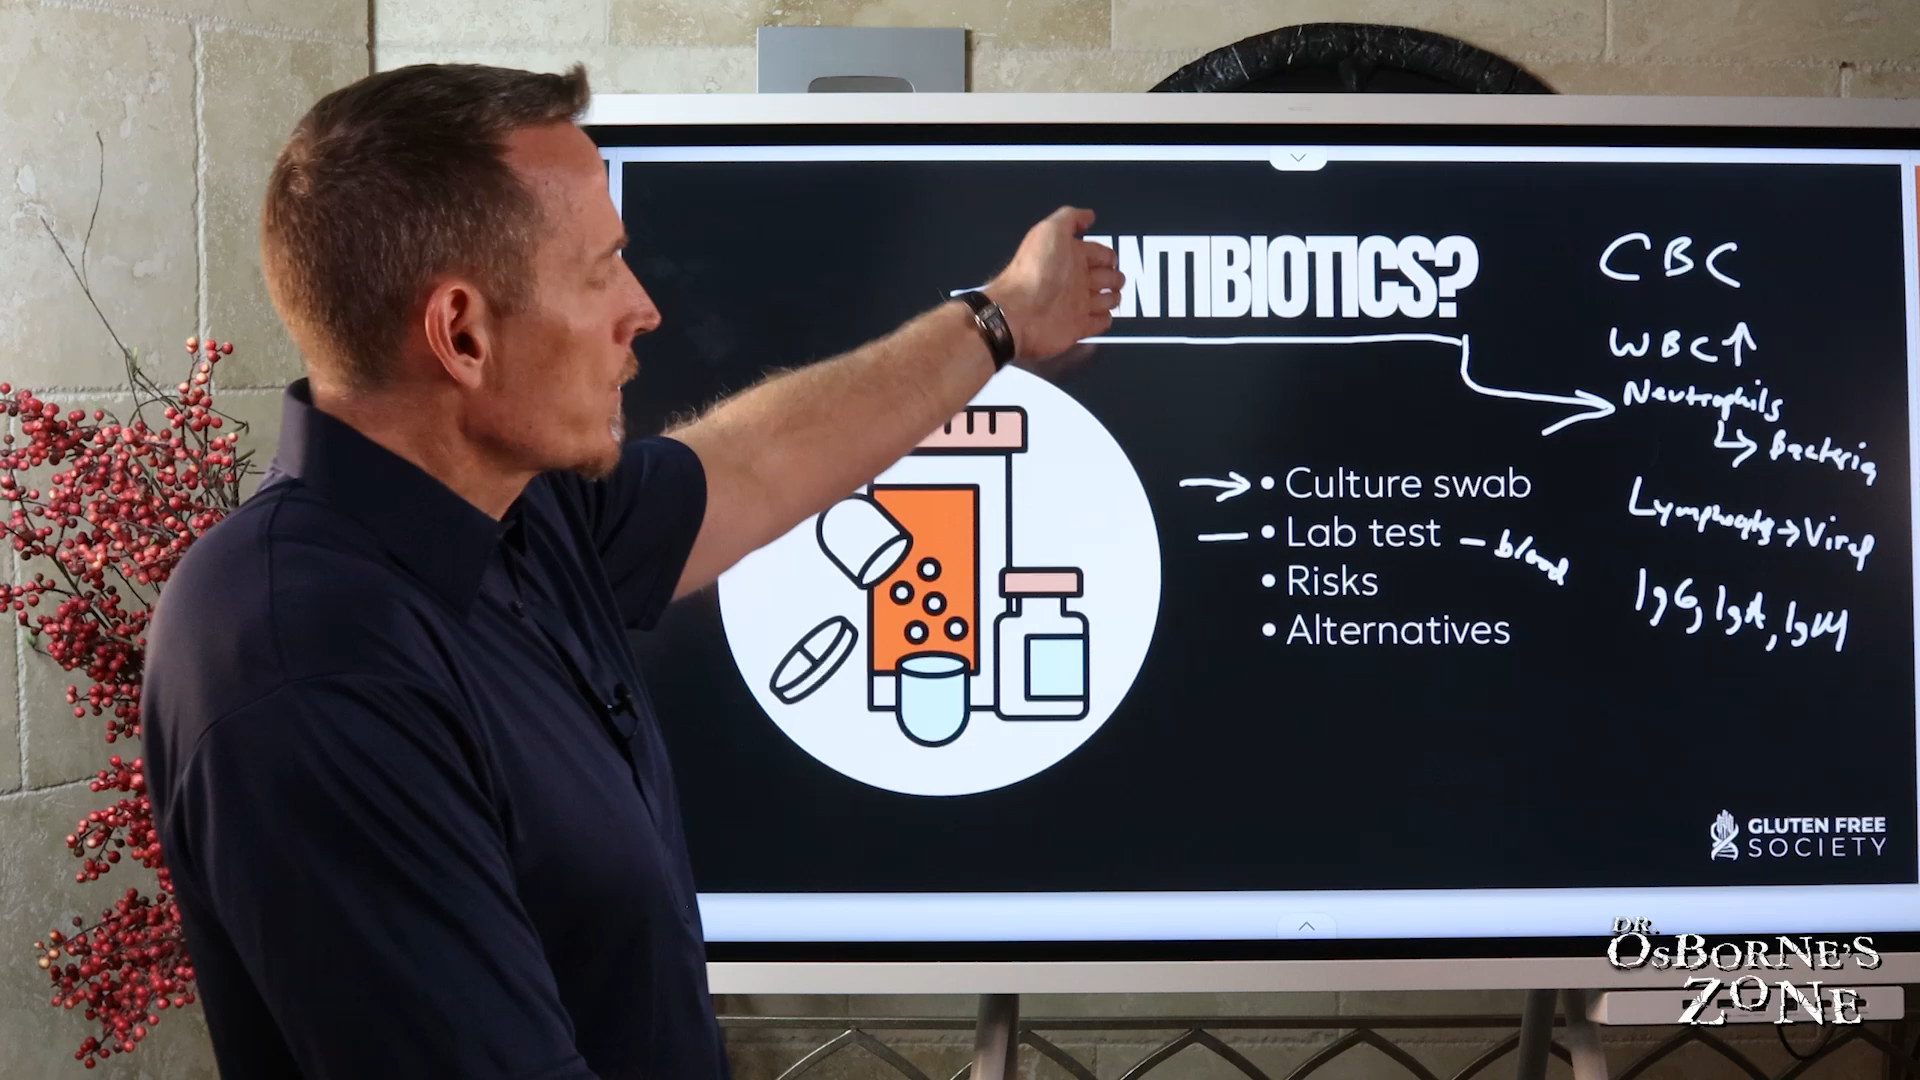 ANTIBIOTICS?
• Culture swab
• Lab test - blood
• Risks
• Alternatives
CBC
WBC↑
Neutrophils
↳ Bacteria
Lymphocytes → Viral
IgG, IgA, IgM
GLUTEN FREE
SOCIETY
DR.
OSBORNE'S
ZONE